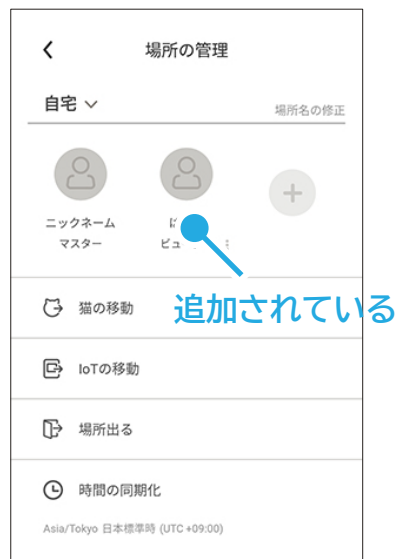 場所の管理
自宅
場所名の修正
ニックネーム
マスター
ビュ
猫の移動
追加されている
IoTの移動
場所出る
時間の同期化
Asia/Tokyo 日本標準時 (UTC +09:00)